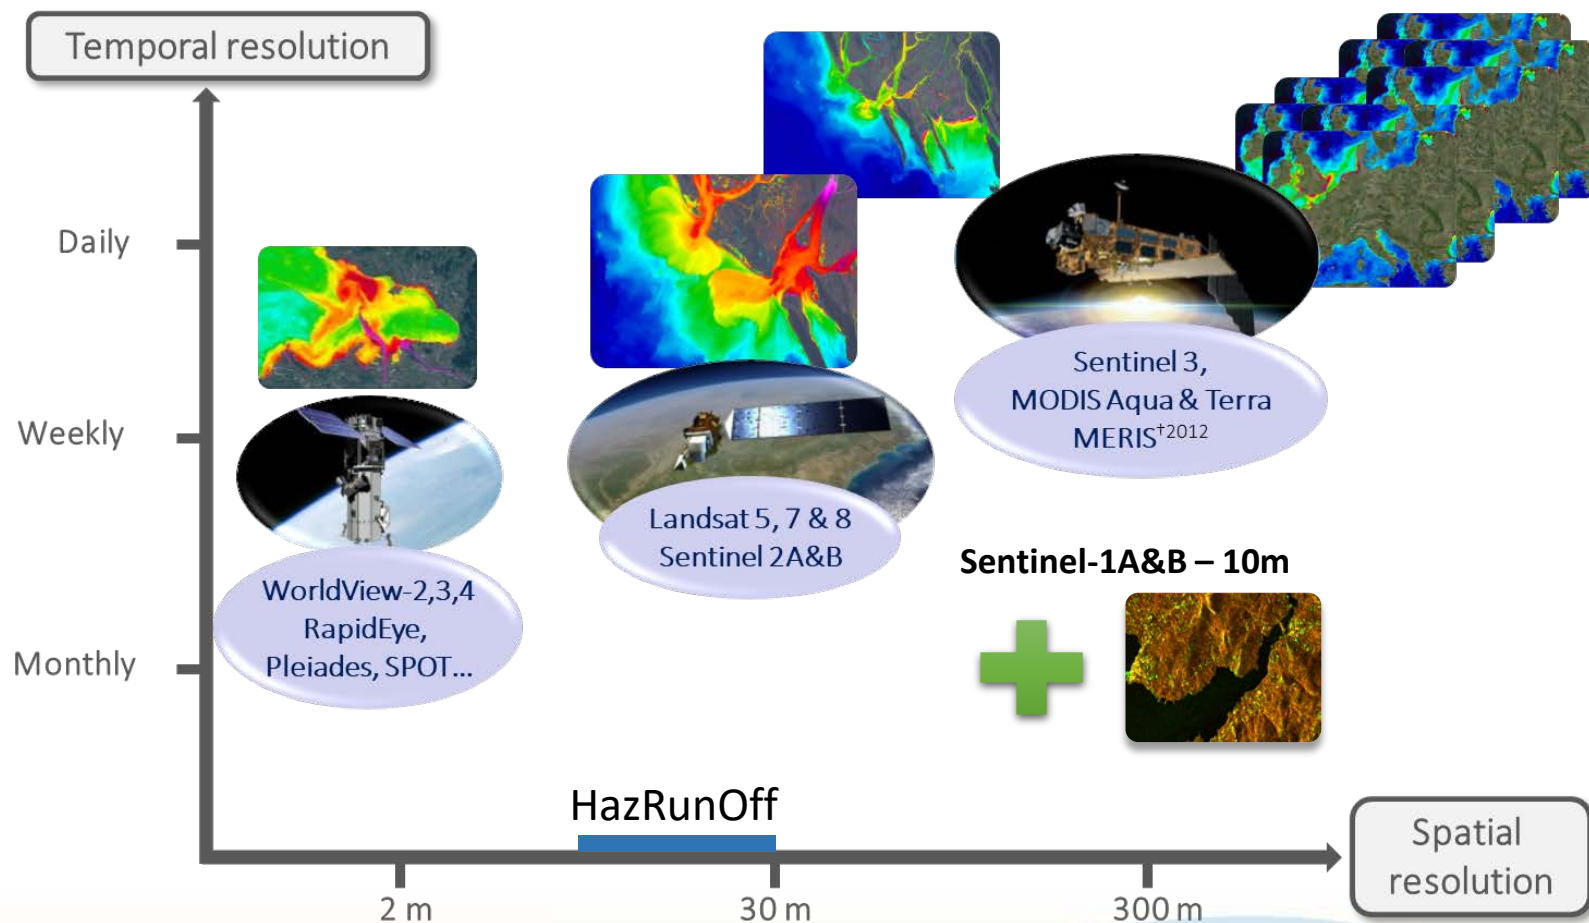 Temporal resolution
Daily
Weekly
Monthly
WorldView-2,3,4
RapidEye,
Pleiades, SPOT...
Landsat 5, 7 & 8
Sentinel 2A&B
Sentinel 3,
MODIS Aqua & Terra
MERIS†2012
Sentinel-1A&B – 10m
HazRunOff
2 m
30 m
300 m
Spatial
resolution